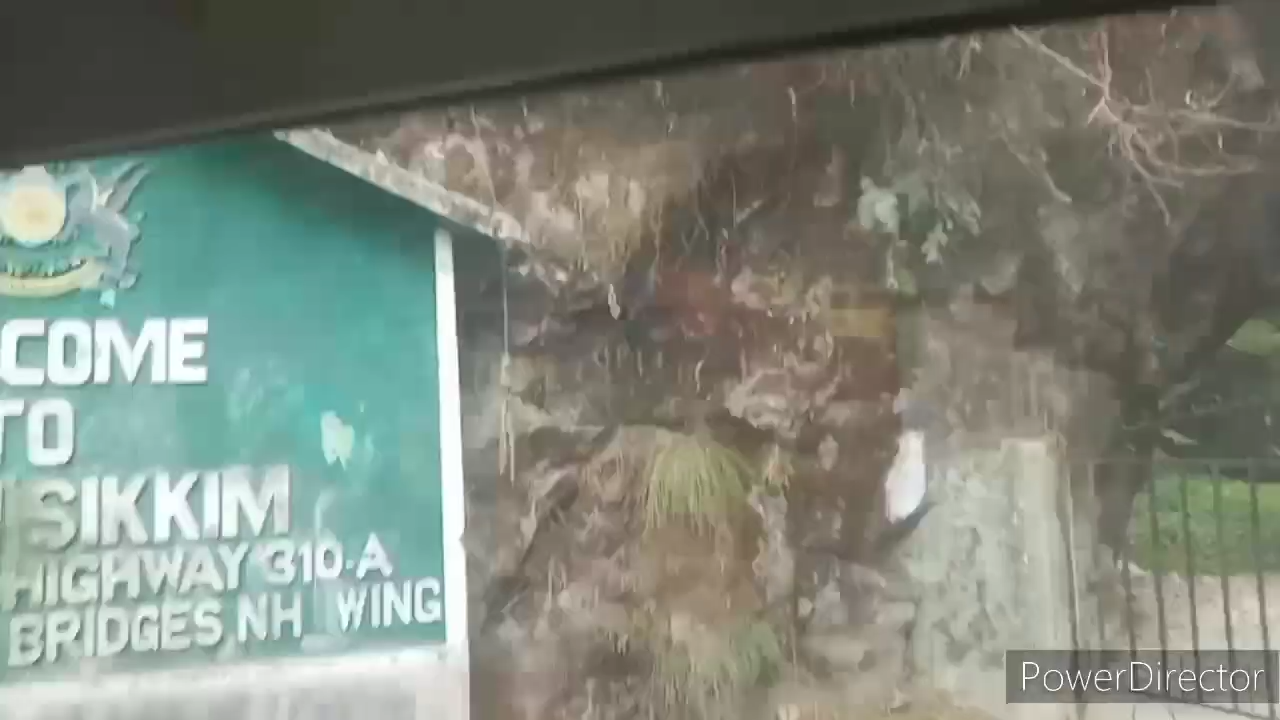 COME
TO
SIKKIM
HIGHWAY 310-A
BRIDGES NH WING
PowerDirector